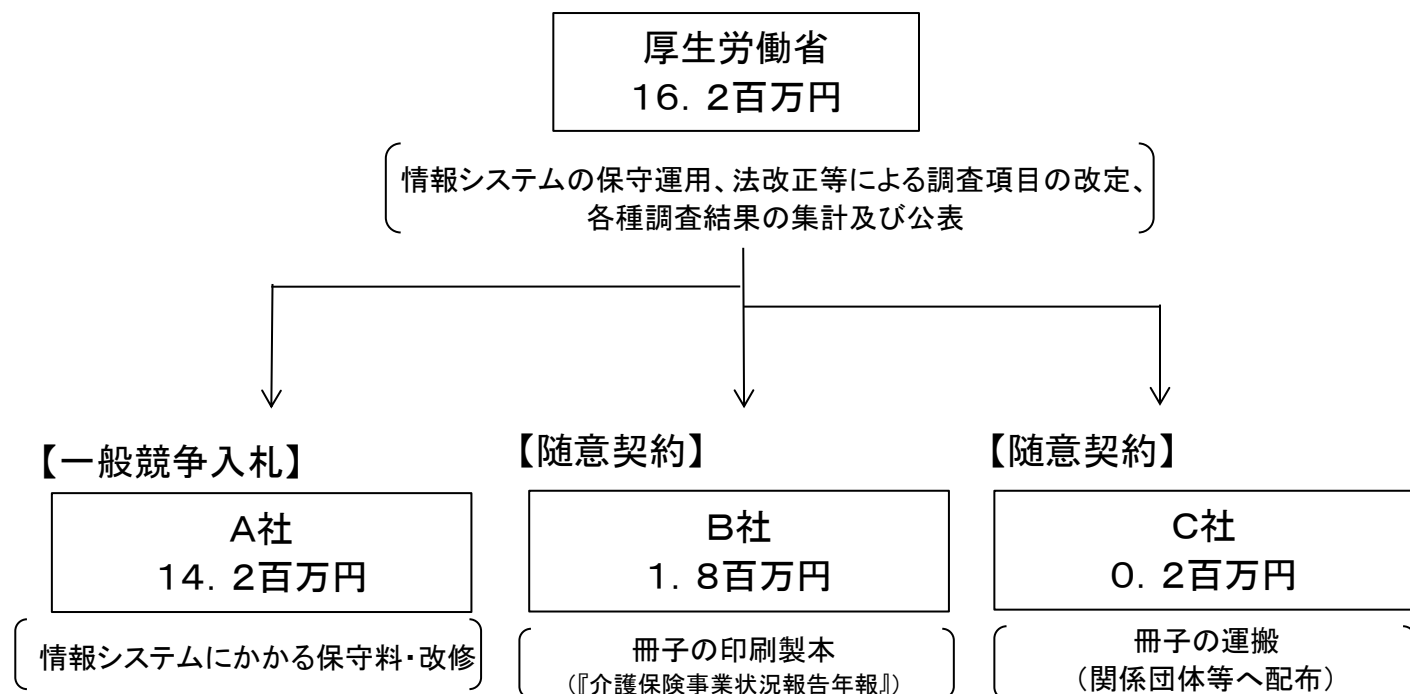 厚生労働省
16．2百万円
情報システムの保守運用、法改正等による調査項目の改定、
各種調査結果の集計及び公表
【一般競争入札】
A社
14．2百万円
情報システムにかかる保守料・改修
【随意契約】
B社
1．8百万円
冊子の印刷製本
（『介護保険事業状況報告年報』）
【随意契約】
C社
0．2百万円
冊子の運搬
（関係団体等へ配布）